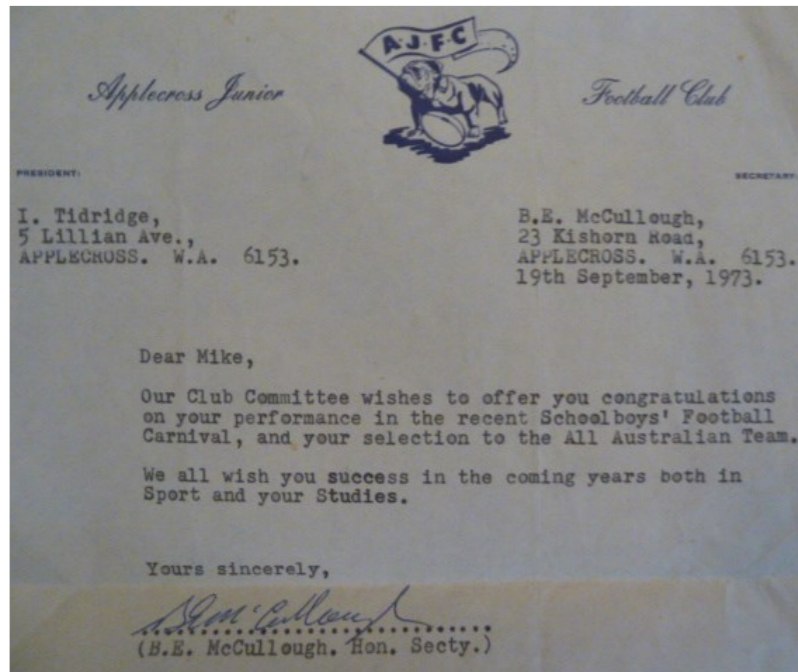 A·J·F·C
Applecross Junior Football Club
PRESIDENT: SECRETARY:
I. Tidridge,
5 Lillian Ave.,
APPLECROSS. W.A. 6153.
B.E. McCullough,
23 Kishorn Road,
APPLECROSS. W.A. 6153.
19th September, 1973.
Dear Mike,
Our Club Committee wishes to offer you congratulations
on your performance in the recent Schoolboys' Football
Carnival, and your selection to the All Australian Team.
We all wish you success in the coming years both in
Sport and your Studies.
Yours sincerely,
B.E. McCullough
(B.E. McCullough. Hon. Secty.)